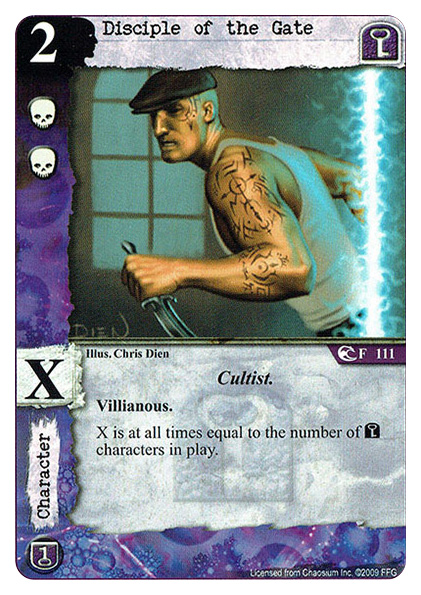 2
Disciple of the Gate
DIEN
Illus. Chris Dien
F 111
X
Cultist.
Villianous.
X is at all times equal to the number of
characters in play.
Character
1
Licensed from Chaosium Inc. ©2009 FFG